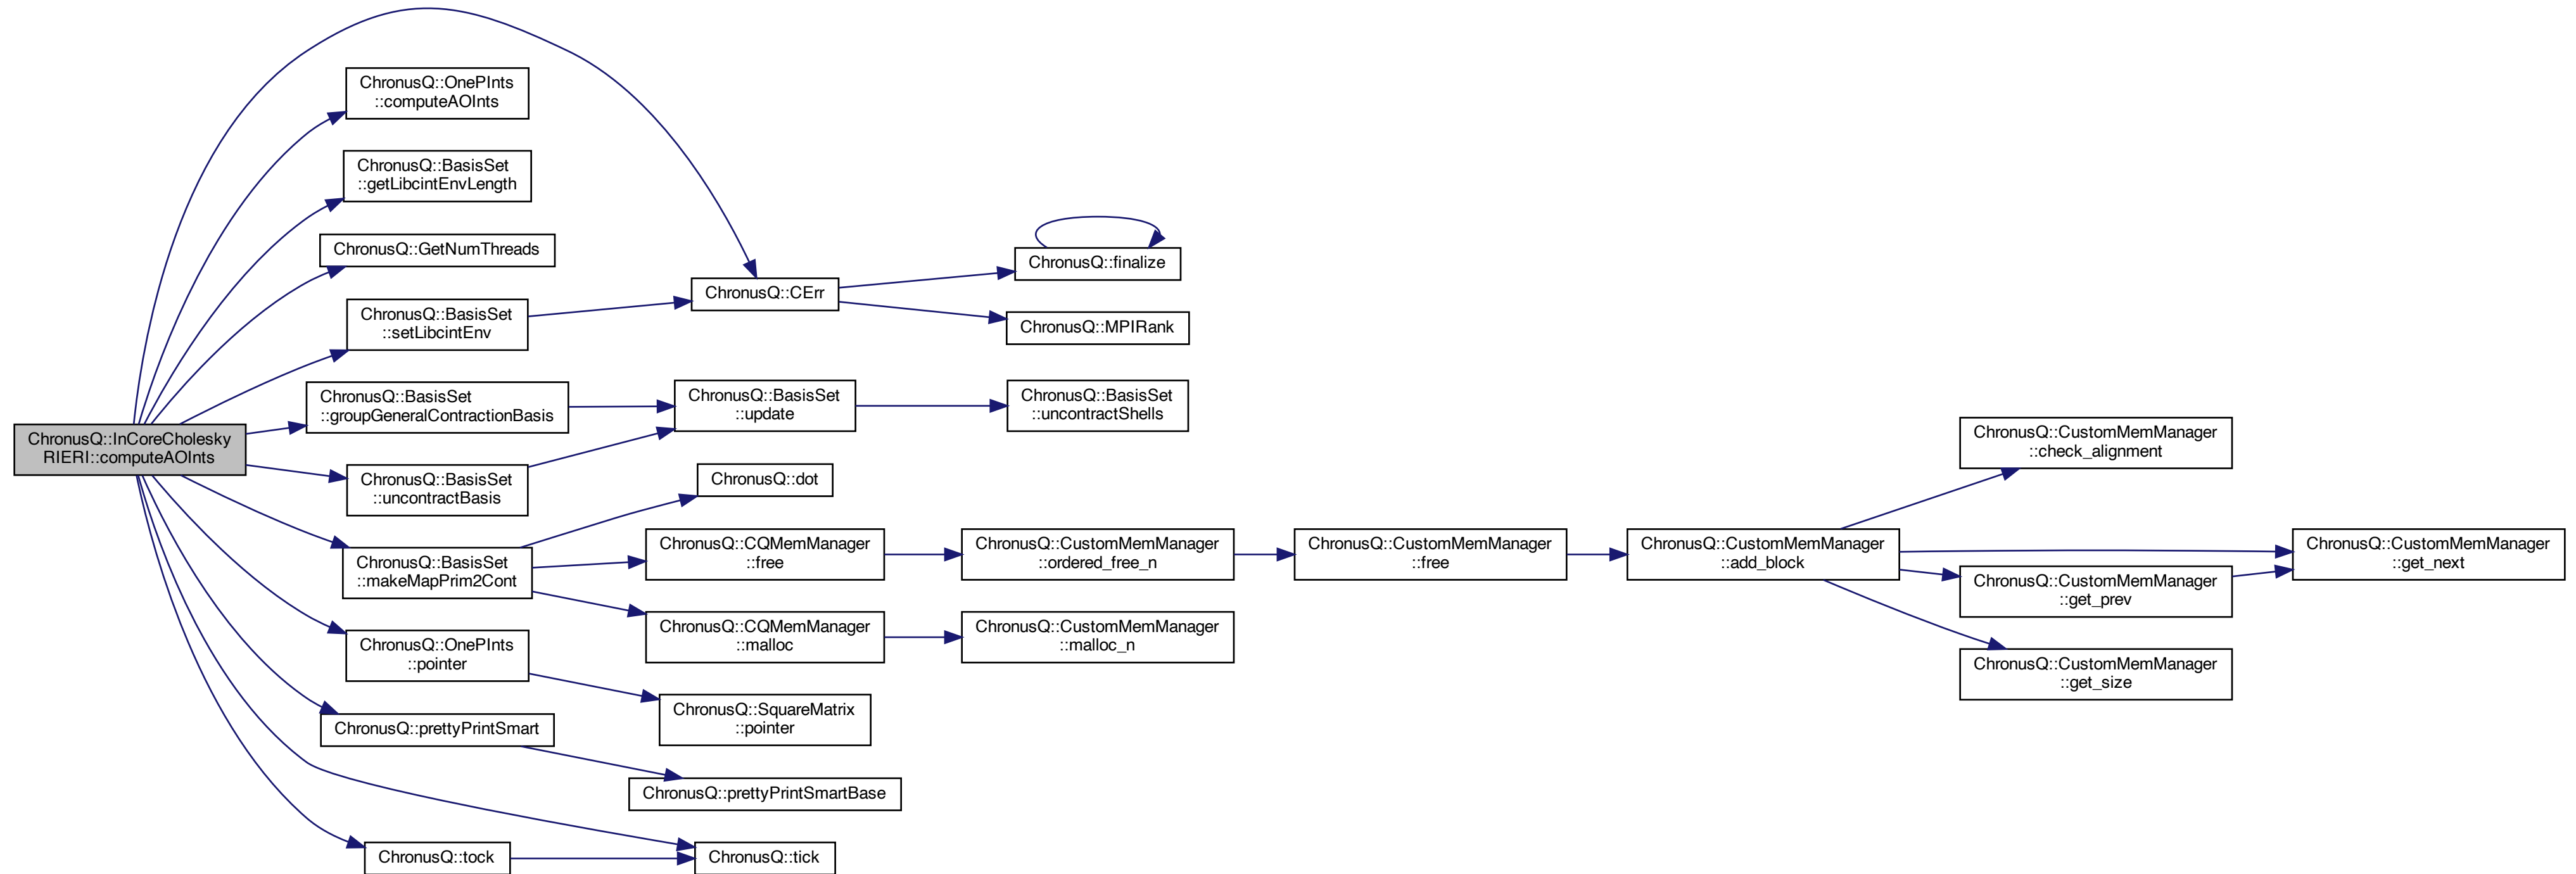 ChronusQ::InCoreCholesky
RIERI::computeAOInts
ChronusQ::OnePInts
::computeAOInts
ChronusQ::BasisSet
::getLibcintEnvLength
ChronusQ::GetNumThreads
ChronusQ::BasisSet
::setLibcintEnv
ChronusQ::BasisSet
::groupGeneralContractionBasis
ChronusQ::BasisSet
::uncontractBasis
ChronusQ::BasisSet
::makeMapPrim2Cont
ChronusQ::OnePInts
::pointer
ChronusQ::prettyPrintSmart
ChronusQ::tock
ChronusQ::CErr
ChronusQ::BasisSet
::update
ChronusQ::dot
ChronusQ::CQMemManager
::free
ChronusQ::CQMemManager
::malloc
ChronusQ::SquareMatrix
::pointer
ChronusQ::prettyPrintSmartBase
ChronusQ::tick
ChronusQ::finalize
ChronusQ::MPIRank
ChronusQ::BasisSet
::uncontractShells
ChronusQ::CustomMemManager
::ordered_free_n
ChronusQ::CustomMemManager
::malloc_n
ChronusQ::CustomMemManager
::free
ChronusQ::CustomMemManager
::add_block
ChronusQ::CustomMemManager
::check_alignment
ChronusQ::CustomMemManager
::get_prev
ChronusQ::CustomMemManager
::get_size
ChronusQ::CustomMemManager
::get_next